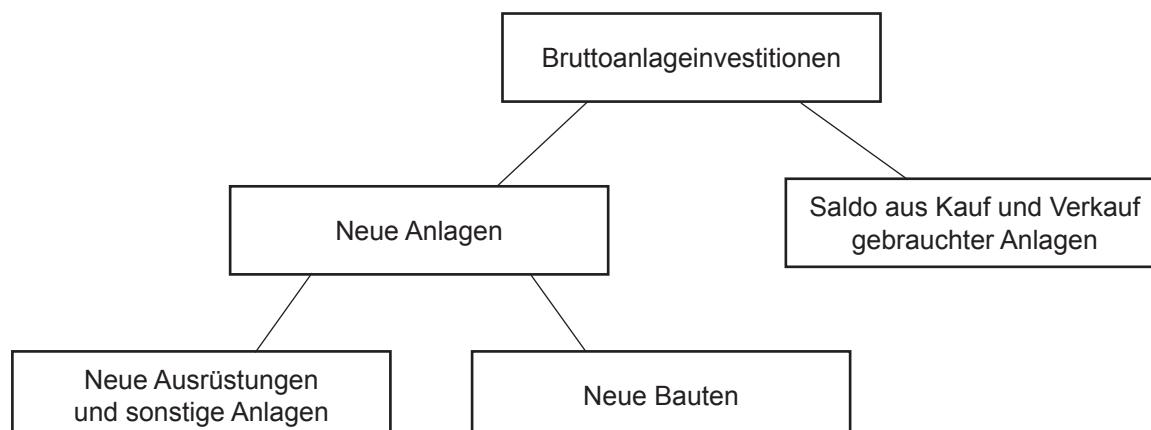 Bruttoanlageinvestitionen
Neue Anlagen
Saldo aus Kauf und Verkauf
gebrauchter Anlagen
Neue Ausrüstungen
und sonstige Anlagen
Neue Bauten